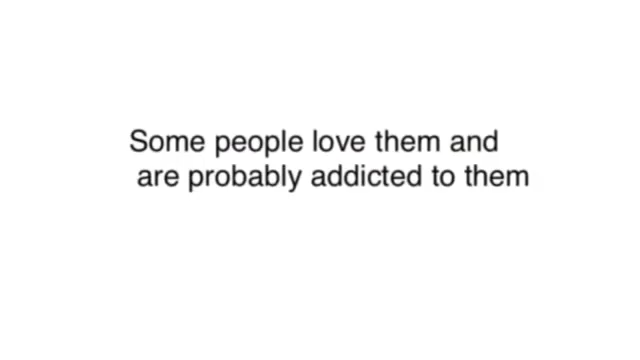 Some people love them and
are probably addicted to them